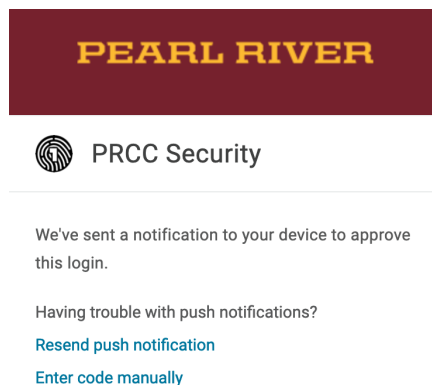 PEARL RIVER
PRCC Security
We've sent a notification to your device to approve
this login.
Having trouble with push notifications?
Resend push notification
Enter code manually